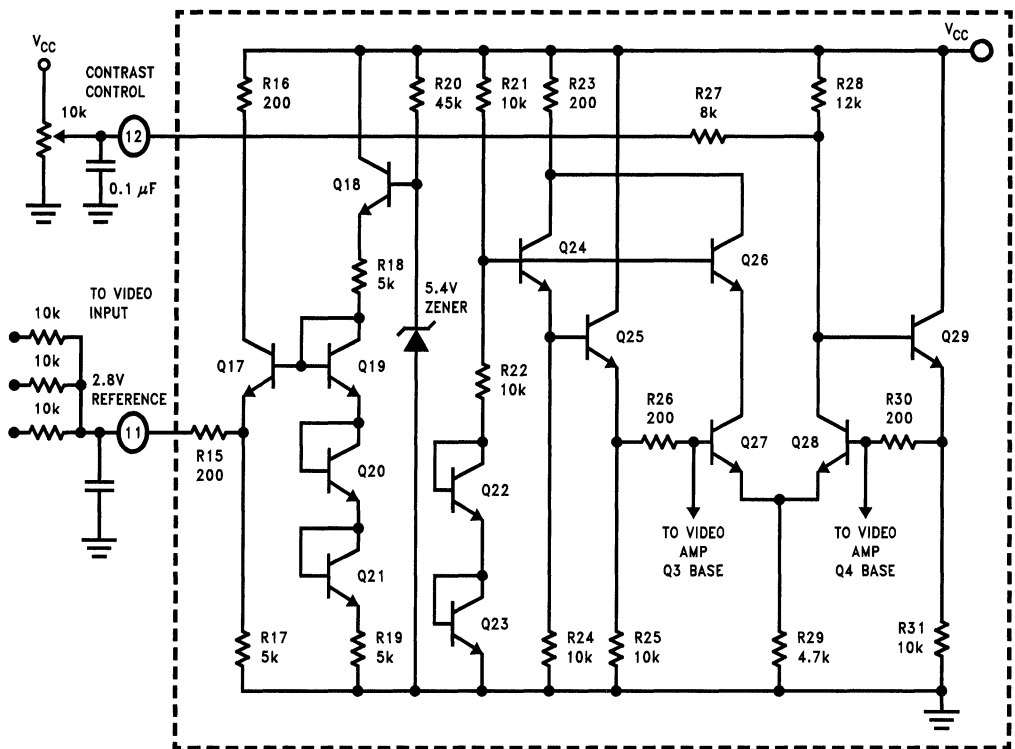 VCC
CONTRAST
CONTROL
10k
12
0.1 μF
TO VIDEO
INPUT
10k
10k
10k
2.8V
REFERENCE
11
R15
200
R16
200
Q17
R17
5k
Q18
R18
5k
Q19
Q20
Q21
R19
5k
R20
45k
5.4V
ZENER
R21
10k
R22
10k
Q22
Q23
R23
200
Q24
R24
10k
Q25
R25
10k
Q26
R26
200
Q27
TO VIDEO
AMP
Q3 BASE
R27
8k
R28
12k
Q28
TO VIDEO
AMP
Q4 BASE
R29
4.7k
VCC
Q29
R30
200
R31
10k